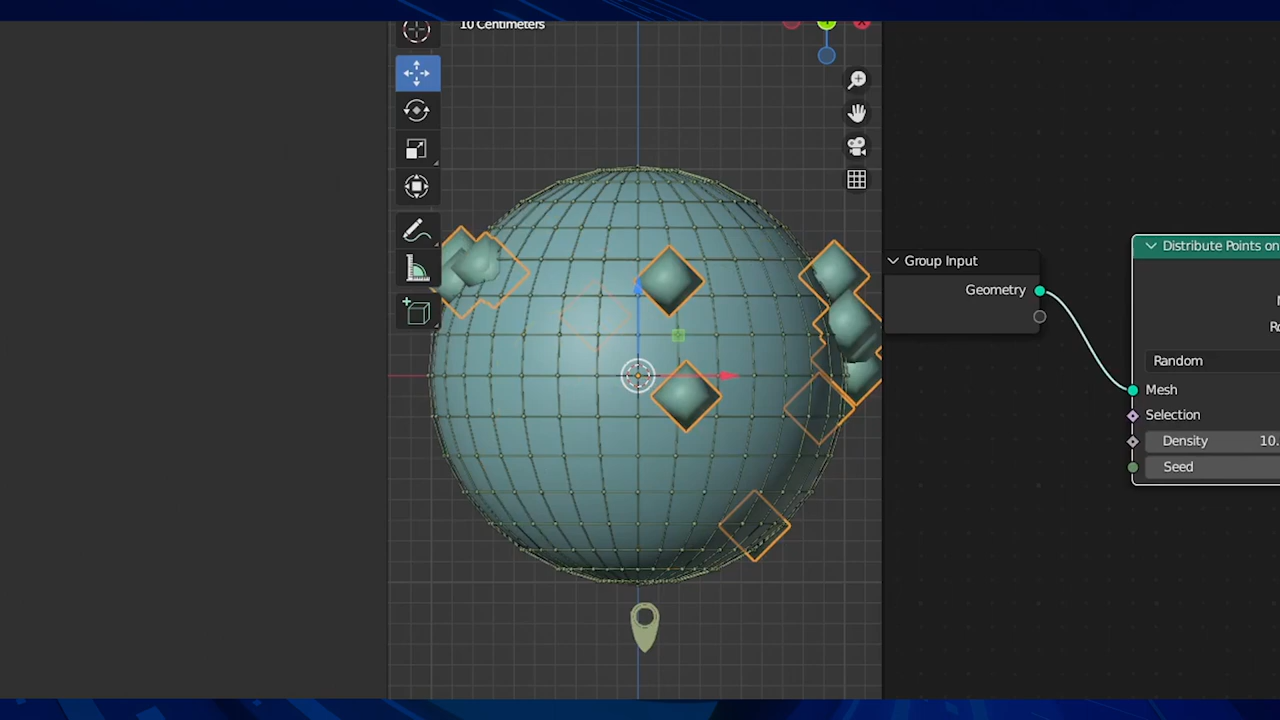 10 Centimeters
Group Input
Geometry
Distribute Points on
Random
Mesh
Selection
Density 10.
Seed